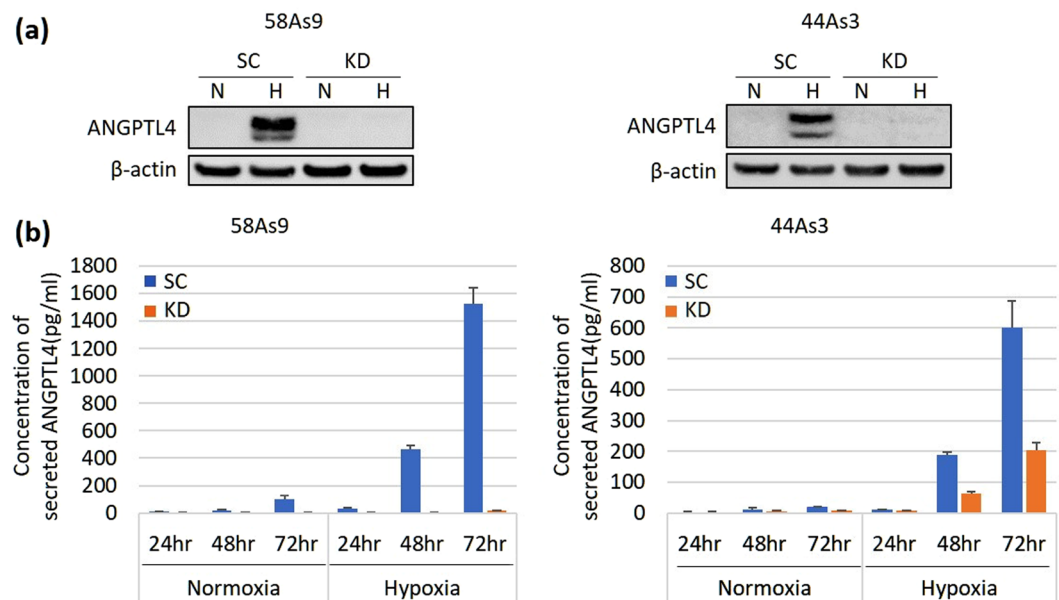 (a)
58As9
44As3
SC KD
SC KD
N H N H
N H N H
ANGPTL4
ANGPTL4
β-actin
β-actin
(b)
58As9
44As3
Concentration of
secreted ANGPTL4(pg/ml)
1800
1600
1400
1200
1000
800
600
400
200
0
SC
KD
24hr 48hr 72hr 24hr 48hr 72hr
Normoxia Hypoxia
Concentration of
secreted ANGPTL4(pg/ml)
800
700
600
500
400
300
200
100
0
SC
KD
24hr 48hr 72hr 24hr 48hr 72hr
Normoxia Hypoxia